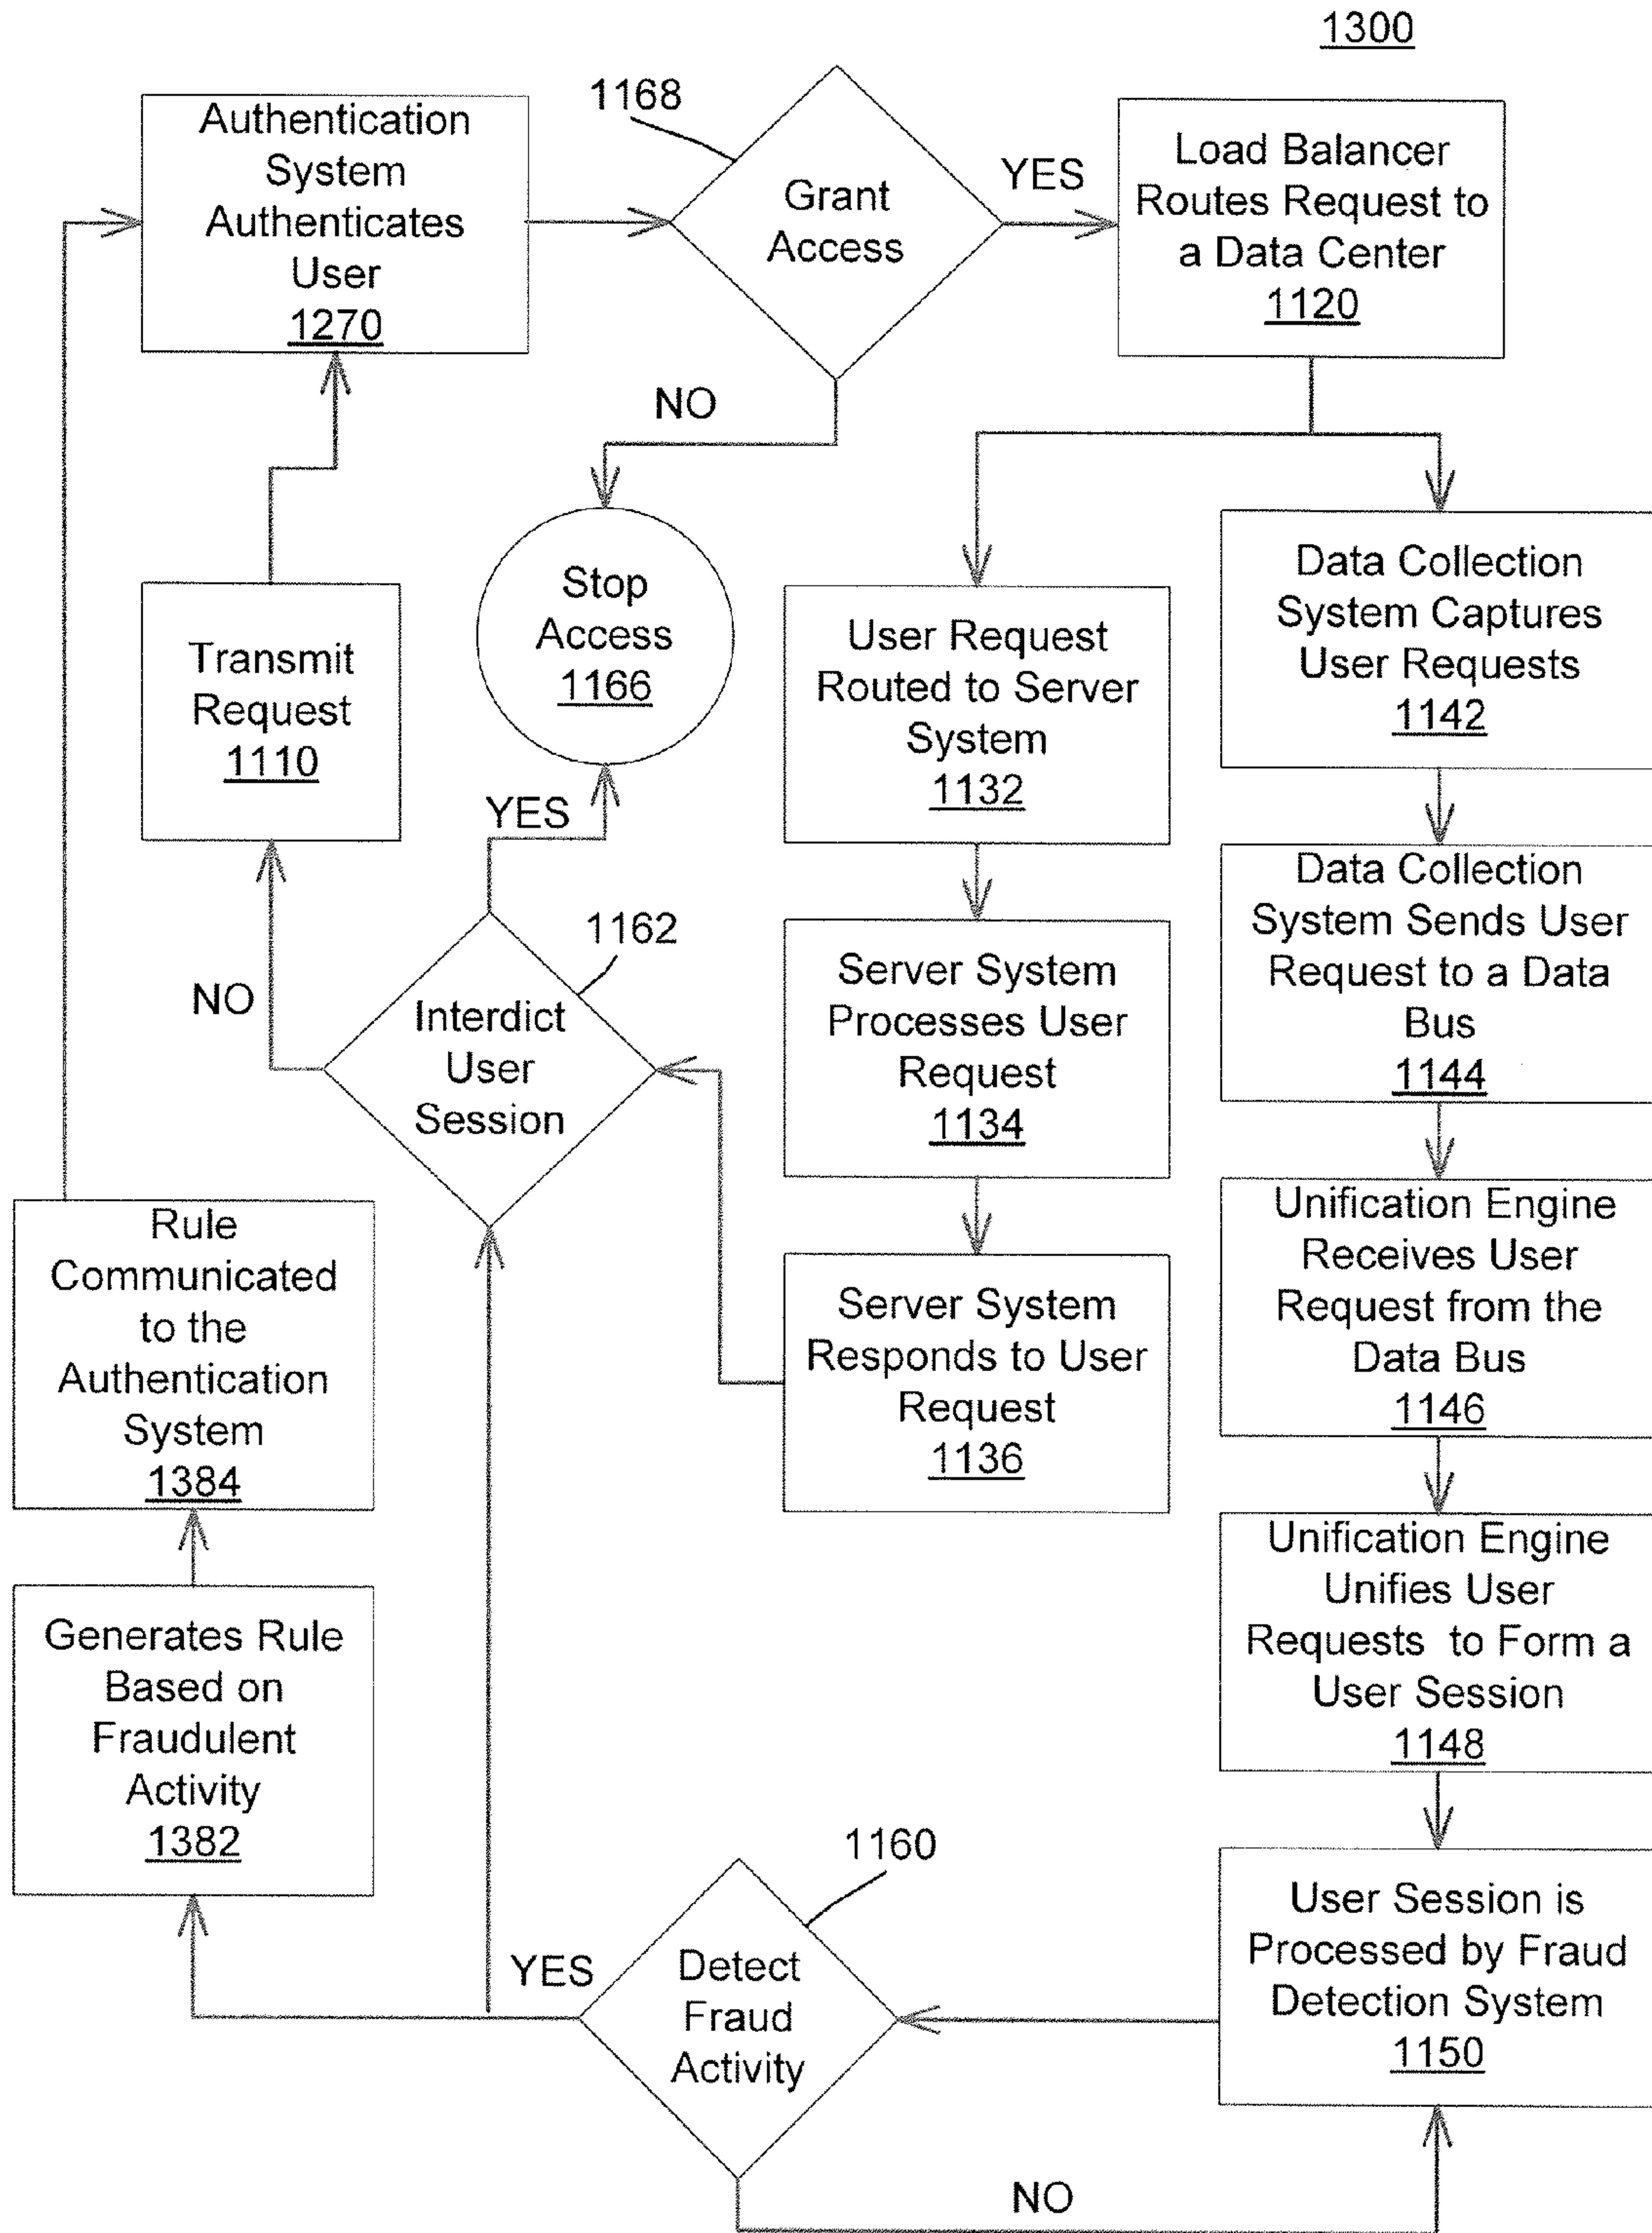 1300
Authentication
System
Authenticates
User
1270
1168
Grant
Access
YES
NO
Load Balancer
Routes Request to
a Data Center
1120
Transmit
Request
1110
Stop
Access
1166
User Request
Routed to Server
System
1132
Data Collection
System Captures
User Requests
1142
YES
NO
1162
Interdict
User
Session
Server System
Processes User
Request
1134
Data Collection
System Sends User
Request to a Data
Bus
1144
Rule
Communicated
to the
Authentication
System
1384
Server System
Responds to User
Request
1136
Unification Engine
Receives User
Request from the
Data Bus
1146
Generates Rule
Based on
Fraudulent
Activity
1382
Unification Engine
Unifies User
Requests to Form a
User Session
1148
1160
YES
Detect
Fraud
Activity
User Session is
Processed by Fraud
Detection System
1150
NO